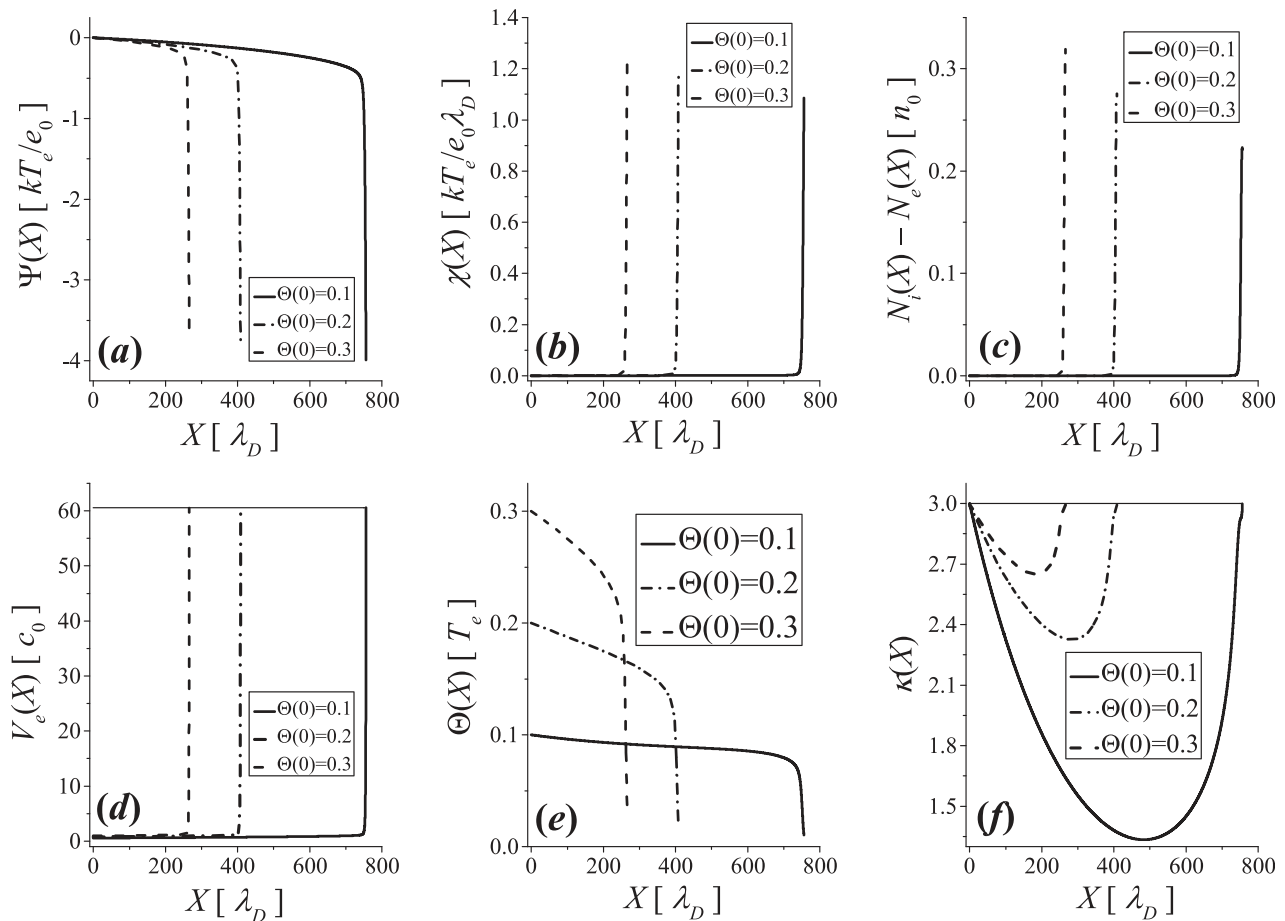 0
-1
-2
-3
-4
Ψ(X) [ kT_e/e_0 ]
Θ(0)=0.1
Θ(0)=0.2
Θ(0)=0.3
(a)
0 200 400 600 800
X [ λ_D ]
1.4
1.2
1.0
0.8
0.6
0.4
0.2
0.0
χ(X) [ kT_e/e_0λ_D ]
Θ(0)=0.1
Θ(0)=0.2
Θ(0)=0.3
(b)
0 200 400 600 800
X [ λ_D ]
0.3
0.2
0.1
0.0
N_i(X) − N_e(X) [ n_0 ]
Θ(0)=0.1
Θ(0)=0.2
Θ(0)=0.3
(c)
0 200 400 600 800
X [ λ_D ]
60
50
40
30
20
10
0
V_e(X) [ c_0 ]
Θ(0)=0.1
Θ(0)=0.2
Θ(0)=0.3
(d)
0 200 400 600 800
X [ λ_D ]
0.3
0.2
0.1
0.0
Θ(X) [ T_e ]
Θ(0)=0.1
Θ(0)=0.2
Θ(0)=0.3
(e)
0 200 400 600 800
X [ λ_D ]
3.0
2.7
2.4
2.1
1.8
1.5
κ(X)
Θ(0)=0.1
Θ(0)=0.2
Θ(0)=0.3
(f)
0 200 400 600 800
X [ λ_D ]